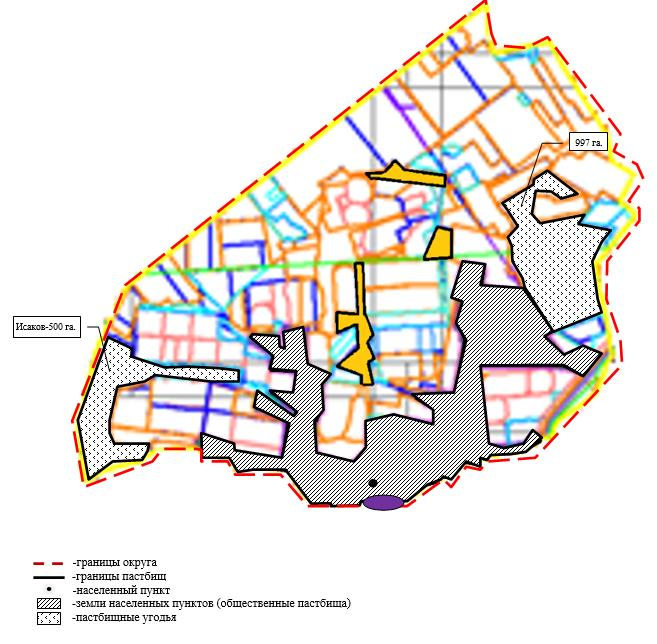 997 га.
Исаков-500 га.
-границы округа
-границы пастбищ
-населенный пункт
-земли населенных пунктов (общественные пастбища)
-пастбищные угодья